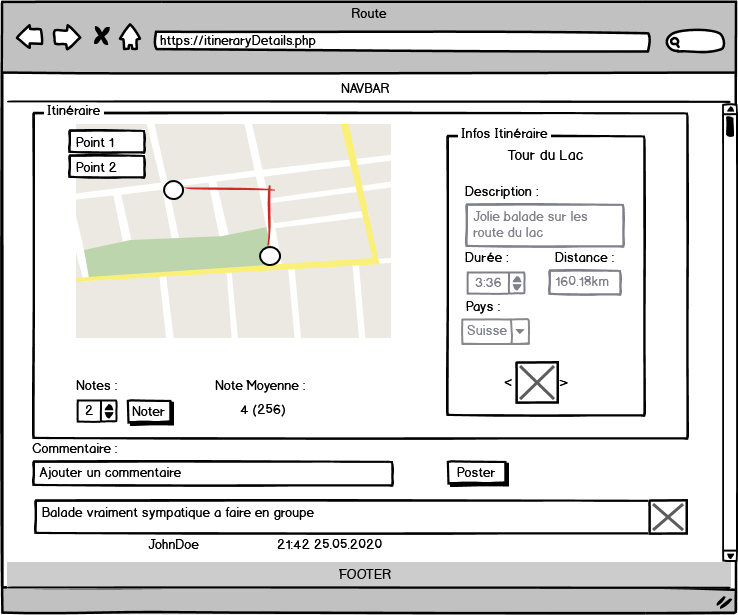 Route
https://itineraryDetails.php
NAVBAR
Itinéraire
Point 1
Point 2
Infos Itinéraire
Tour du Lac
Description :
Jolie balade sur les
route du lac
Durée :
Distance :
3:36
160.18km
Pays :
Suisse
< >
Notes :
Note Moyenne :
2
Noter
4 (256)
Commentaire :
Ajouter un commentaire
Poster
Balade vraiment sympatique a faire en groupe
JohnDoe
21:42 25.05.2020
FOOTER